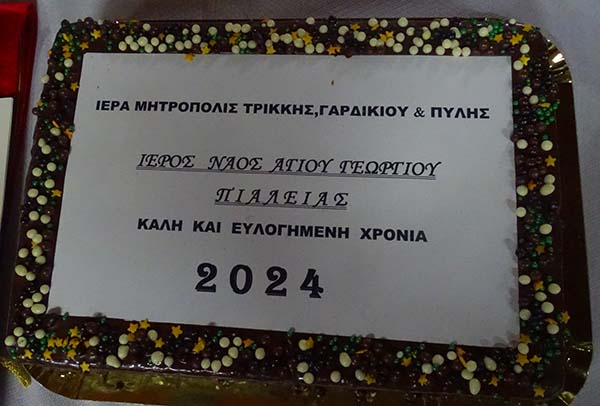 ΙΕΡΑ ΜΗΤΡΟΠΟΛΙΣ ΤΡΙΚΚΗΣ,ΓΑΡΔΙΚΙΟΥ & ΠΥΛΗΣ
ΙΕΡΟΣ ΝΑΟΣ ΑΓΙΟΥ ΓΕΩΡΓΙΟΥ
ΠΙΑΛΕΙΑΣ
ΚΑΛΗ ΚΑΙ ΕΥΛΟΓΗΜΕΝΗ ΧΡΟΝΙΑ
2024